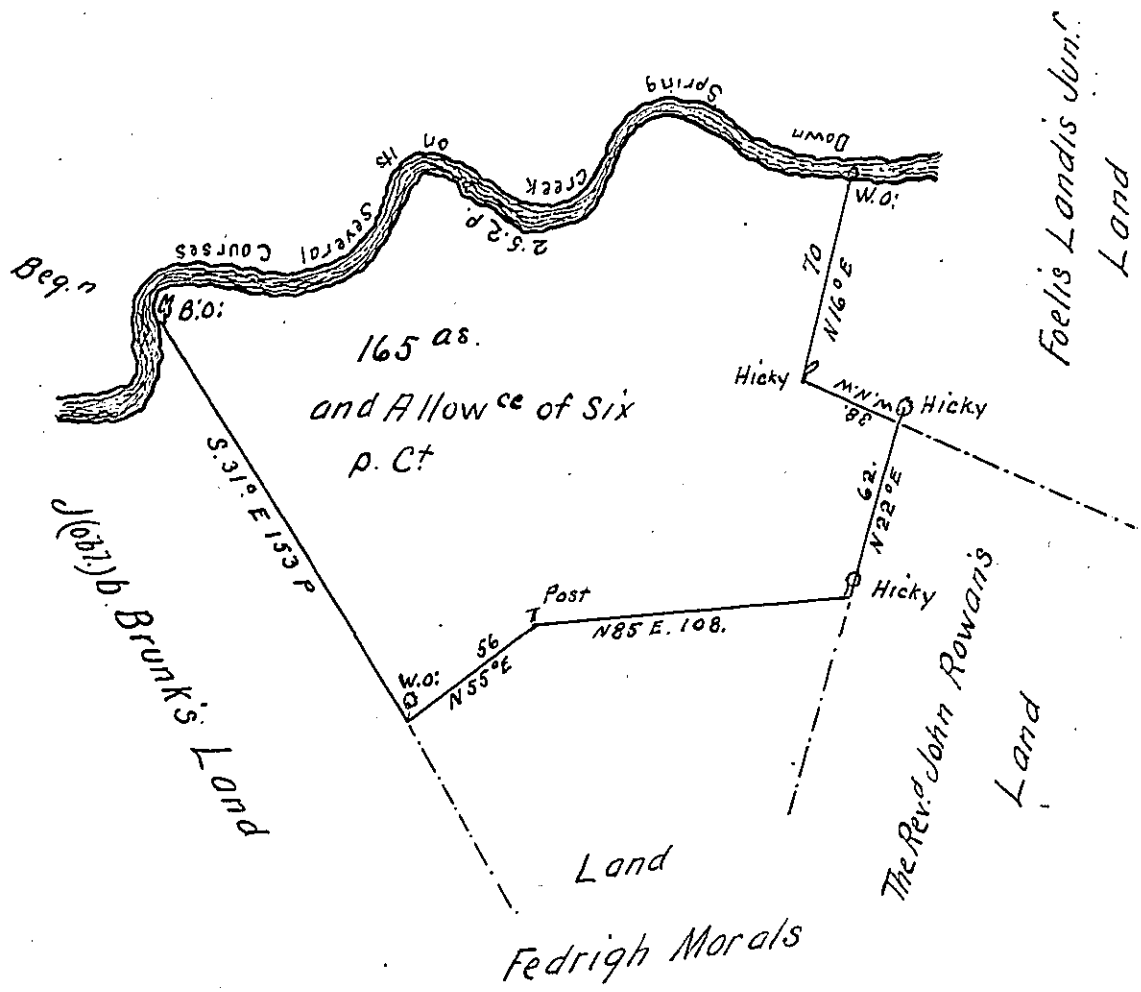 Foelis Landis Jun.r
Land
Down Spring Creek on its Several Courses
2.5.2 p.
Beg.n
B.O:
W.O:
70
N16°E
165 as.
and Allow ce of Six
p. Ct
Hicky
W.N.W
38.
Hicky
62.
N22°E
S.31°. E 153 P
J(obl.)b. Brunk's Land
Post
Hicky
N85 E. 108.
W.O:
56
N55°E
The Rev.d John Rowan's
Land
Land
Fedrigh Morals